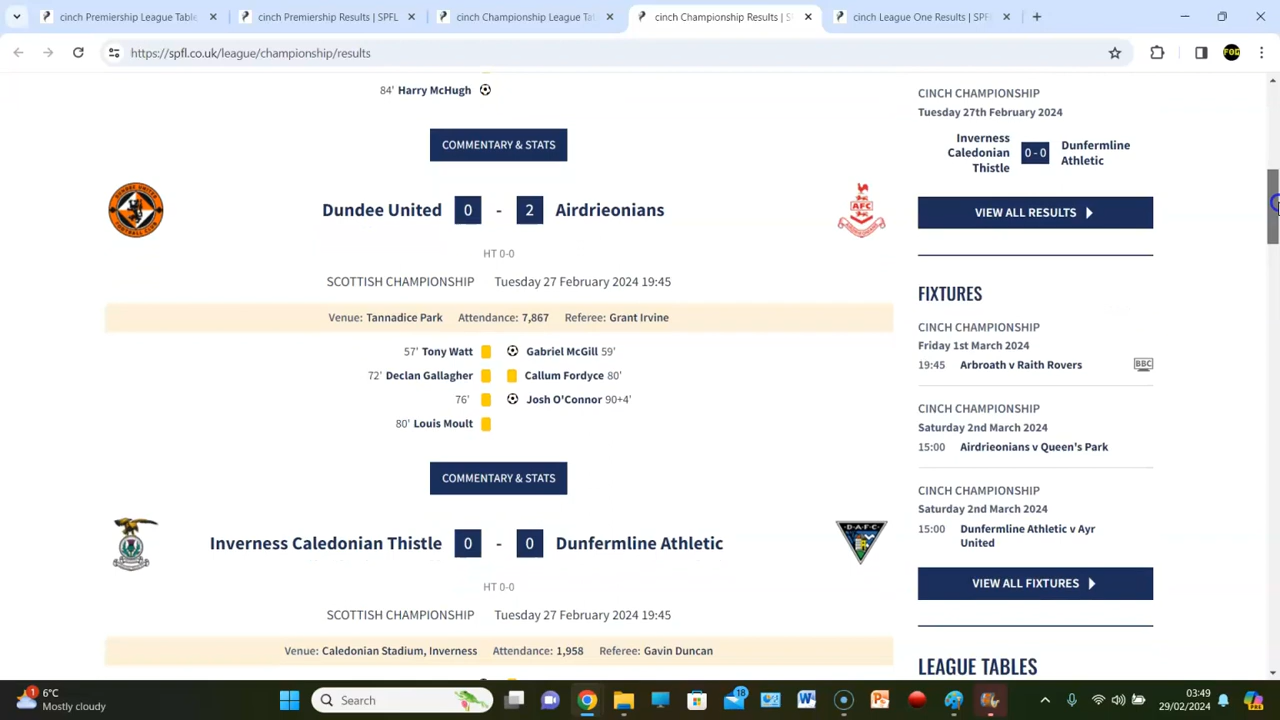 cinch Premiership League Table
cinch Premiership Results | SPFL
cinch Championship League Ta
cinch Championship Results | S
cinch League One Results | SPF
https://spfl.co.uk/league/championship/results
FOG
84' Harry McHugh
COMMENTARY & STATS
Dundee United 0 - 2 Airdrieonians
AFC
HT 0-0
SCOTTISH CHAMPIONSHIP Tuesday 27 February 2024 19:45
Venue: Tannadice Park Attendance: 7,867 Referee: Grant Irvine
57' Tony Watt Gabriel McGill 59'
72' Declan Gallagher Callum Fordyce 80'
76' Josh O'Connor 90+4'
80' Louis Moult
COMMENTARY & STATS
Inverness Caledonian Thistle 0 - 0 Dunfermline Athletic
D.A.F.C.
HT 0-0
SCOTTISH CHAMPIONSHIP Tuesday 27 February 2024 19:45
Venue: Caledonian Stadium, Inverness Attendance: 1,958 Referee: Gavin Duncan
CINCH CHAMPIONSHIP
Tuesday 27th February 2024
Inverness
Caledonian 0 - 0 Dunfermline
Thistle Athletic
VIEW ALL RESULTS
FIXTURES
CINCH CHAMPIONSHIP
Friday 1st March 2024
19:45 Arbroath v Raith Rovers BBC
CINCH CHAMPIONSHIP
Saturday 2nd March 2024
15:00 Airdrieonians v Queen's Park
CINCH CHAMPIONSHIP
Saturday 2nd March 2024
15:00 Dunfermline Athletic v Ayr
United
VIEW ALL FIXTURES
LEAGUE TABLES
1
6°C
Mostly cloudy
Search
18
03:49
29/02/2024